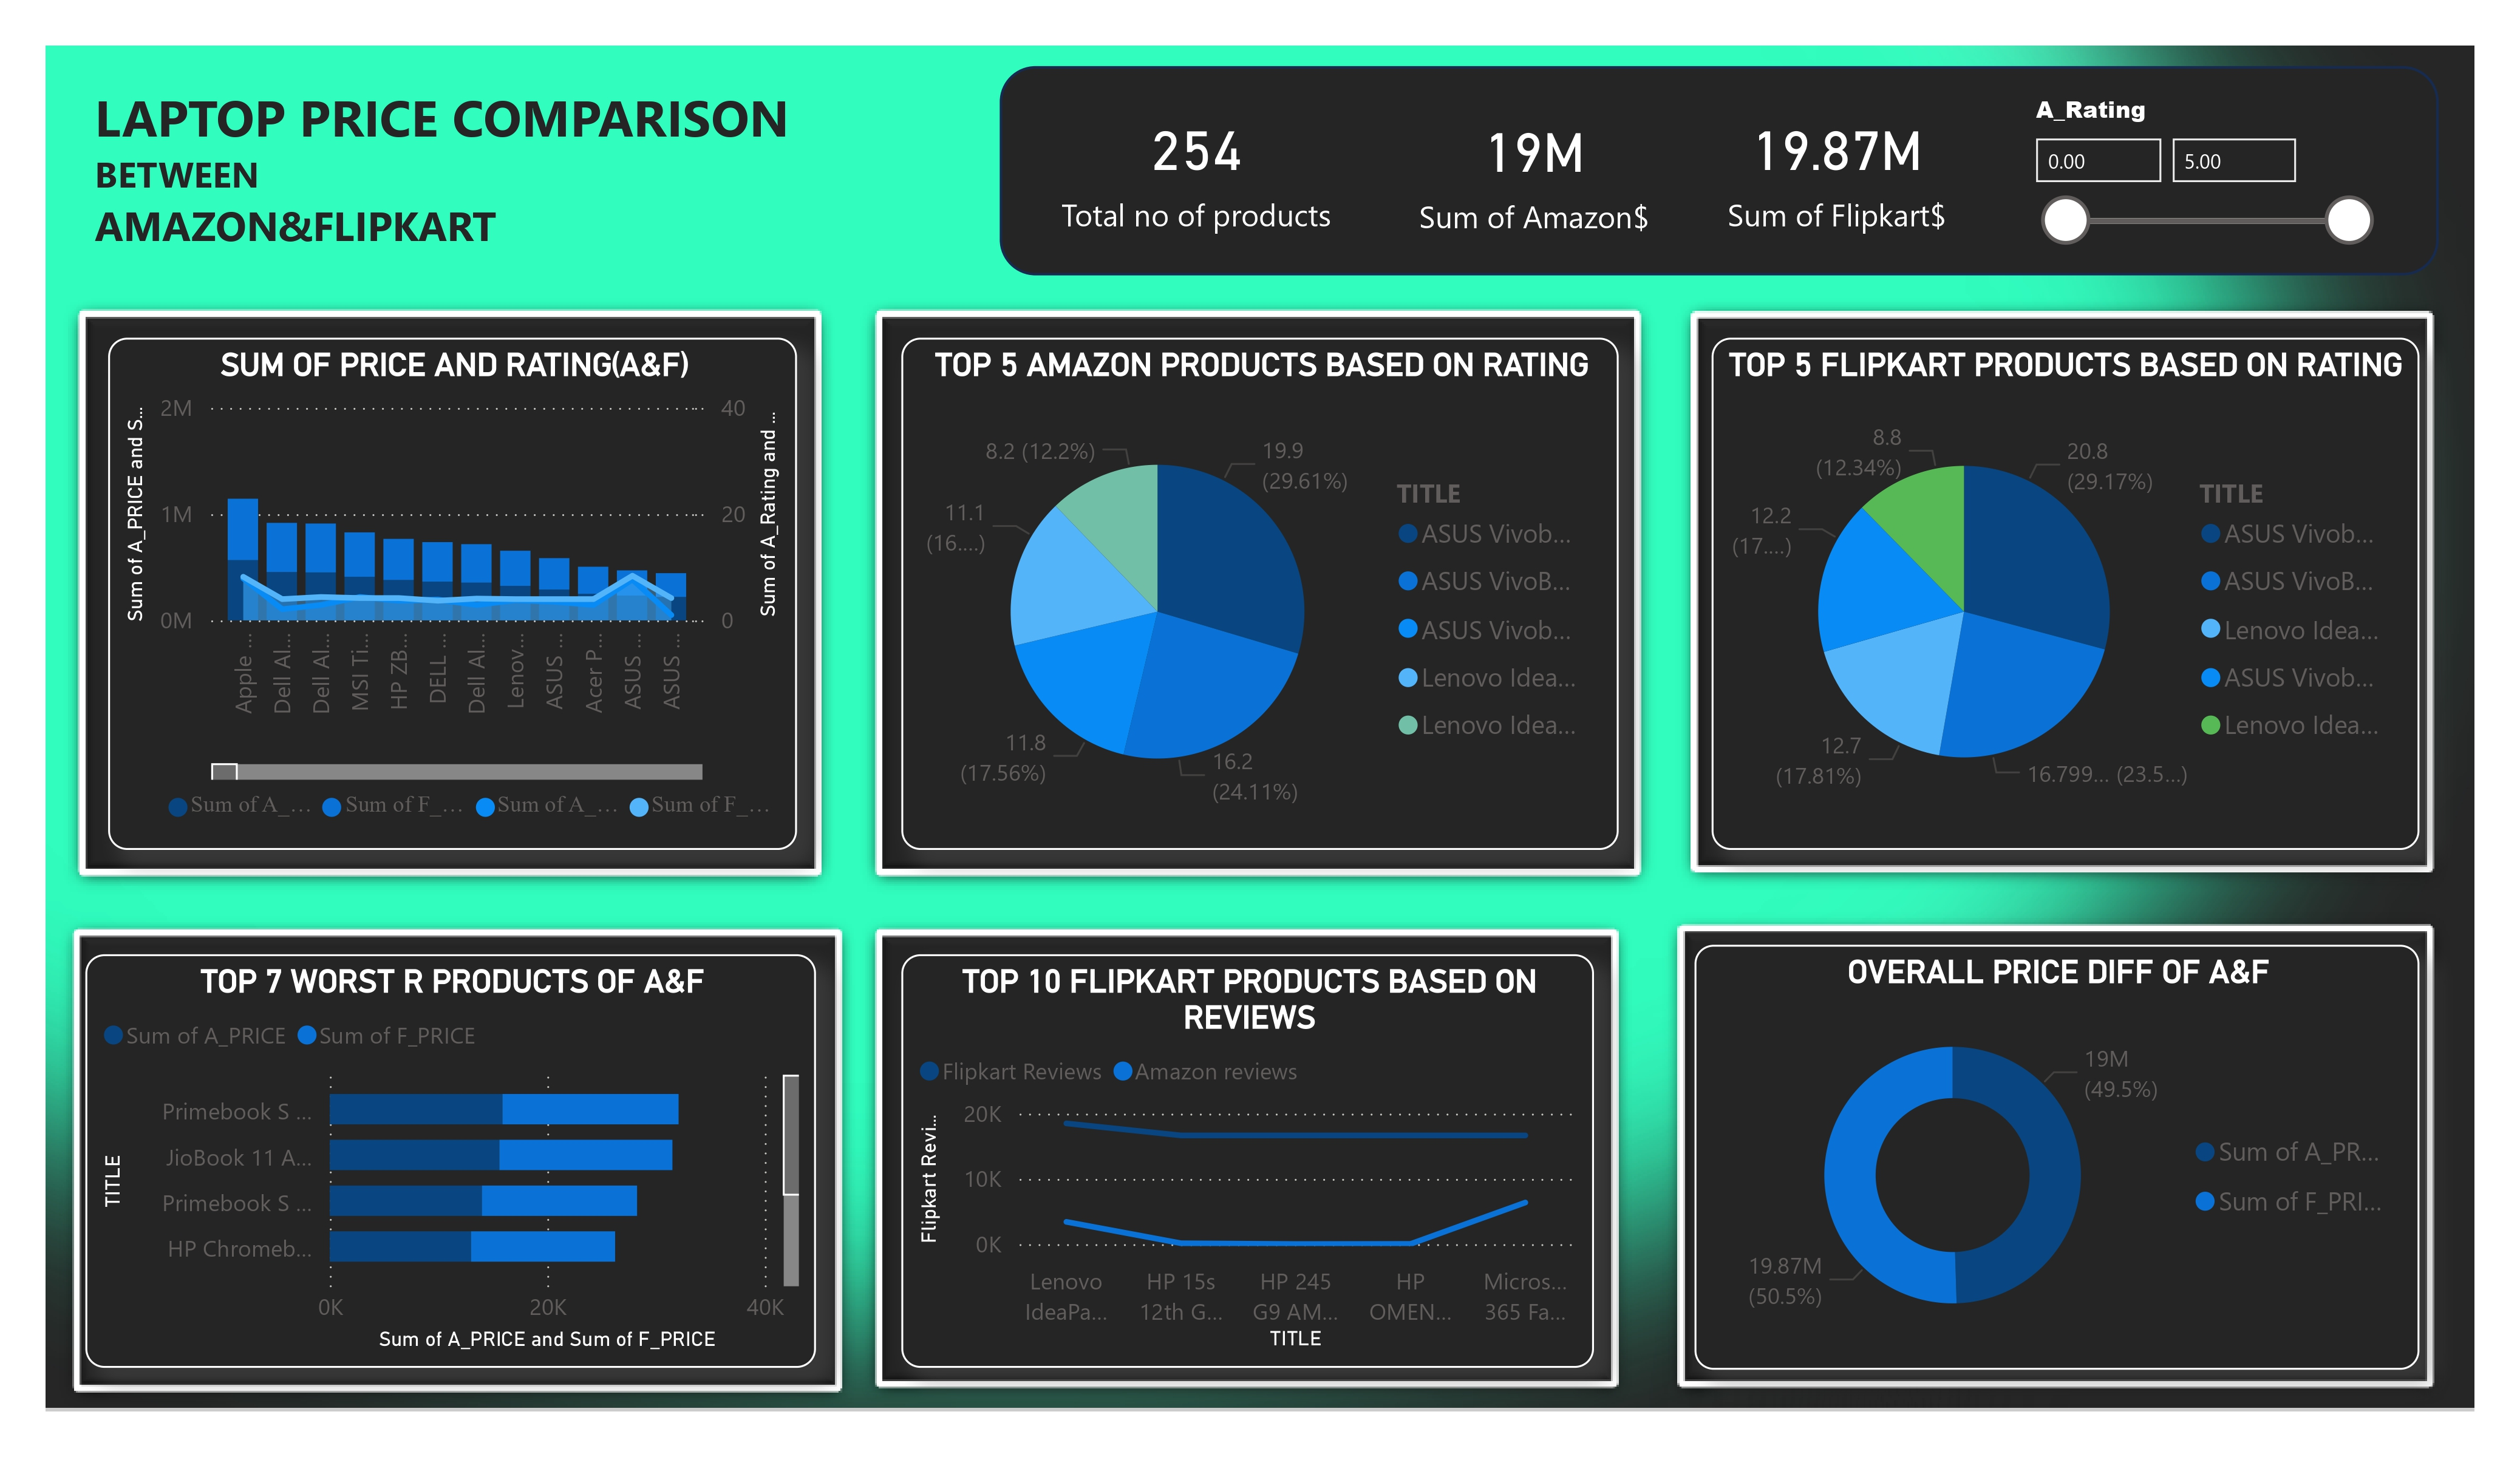 LAPTOP PRICE COMPARISON
BETWEEN
AMAZON&FLIPKART
254
Total no of products
19M
Sum of Amazon$
19.87M
Sum of Flipkart$
A_Rating
0.00
5.00
SUM OF PRICE AND RATING(A&F)
Sum of A_PRICE and S...
2M
1M
0M
40
20
0
Sum of A_Rating and ...
Apple ...
Dell Al...
Dell Al...
MSI Ti...
HP ZB...
DELL ...
Dell Al...
Lenov...
ASUS ...
Acer P...
ASUS ...
ASUS ...
Sum of A_...
Sum of F_...
Sum of A_...
Sum of F_...
TOP 5 AMAZON PRODUCTS BASED ON RATING
8.2 (12.2%)
19.9
(29.61%)
11.1
(16....)
11.8
(17.56%)
16.2
(24.11%)
TITLE
ASUS Vivob...
ASUS VivoB...
ASUS Vivob...
Lenovo Idea...
Lenovo Idea...
TOP 5 FLIPKART PRODUCTS BASED ON RATING
8.8
(12.34%)
20.8
(29.17%)
12.2
(17....)
12.7
(17.81%)
16.799... (23.5...)
TITLE
ASUS Vivob...
ASUS VivoB...
Lenovo Idea...
ASUS Vivob...
Lenovo Idea...
TOP 7 WORST R PRODUCTS OF A&F
Sum of A_PRICE
Sum of F_PRICE
TITLE
Primebook S ...
JioBook 11 A...
Primebook S ...
HP Chromeb...
0K
20K
40K
Sum of A_PRICE and Sum of F_PRICE
TOP 10 FLIPKART PRODUCTS BASED ON
REVIEWS
Flipkart Reviews
Amazon reviews
Flipkart Revi...
20K
10K
0K
Lenovo
IdeaPa...
HP 15s
12th G...
HP 245
G9 AM...
HP
OMEN...
Micros...
365 Fa...
TITLE
OVERALL PRICE DIFF OF A&F
19M
(49.5%)
19.87M
(50.5%)
Sum of A_PR...
Sum of F_PRI...